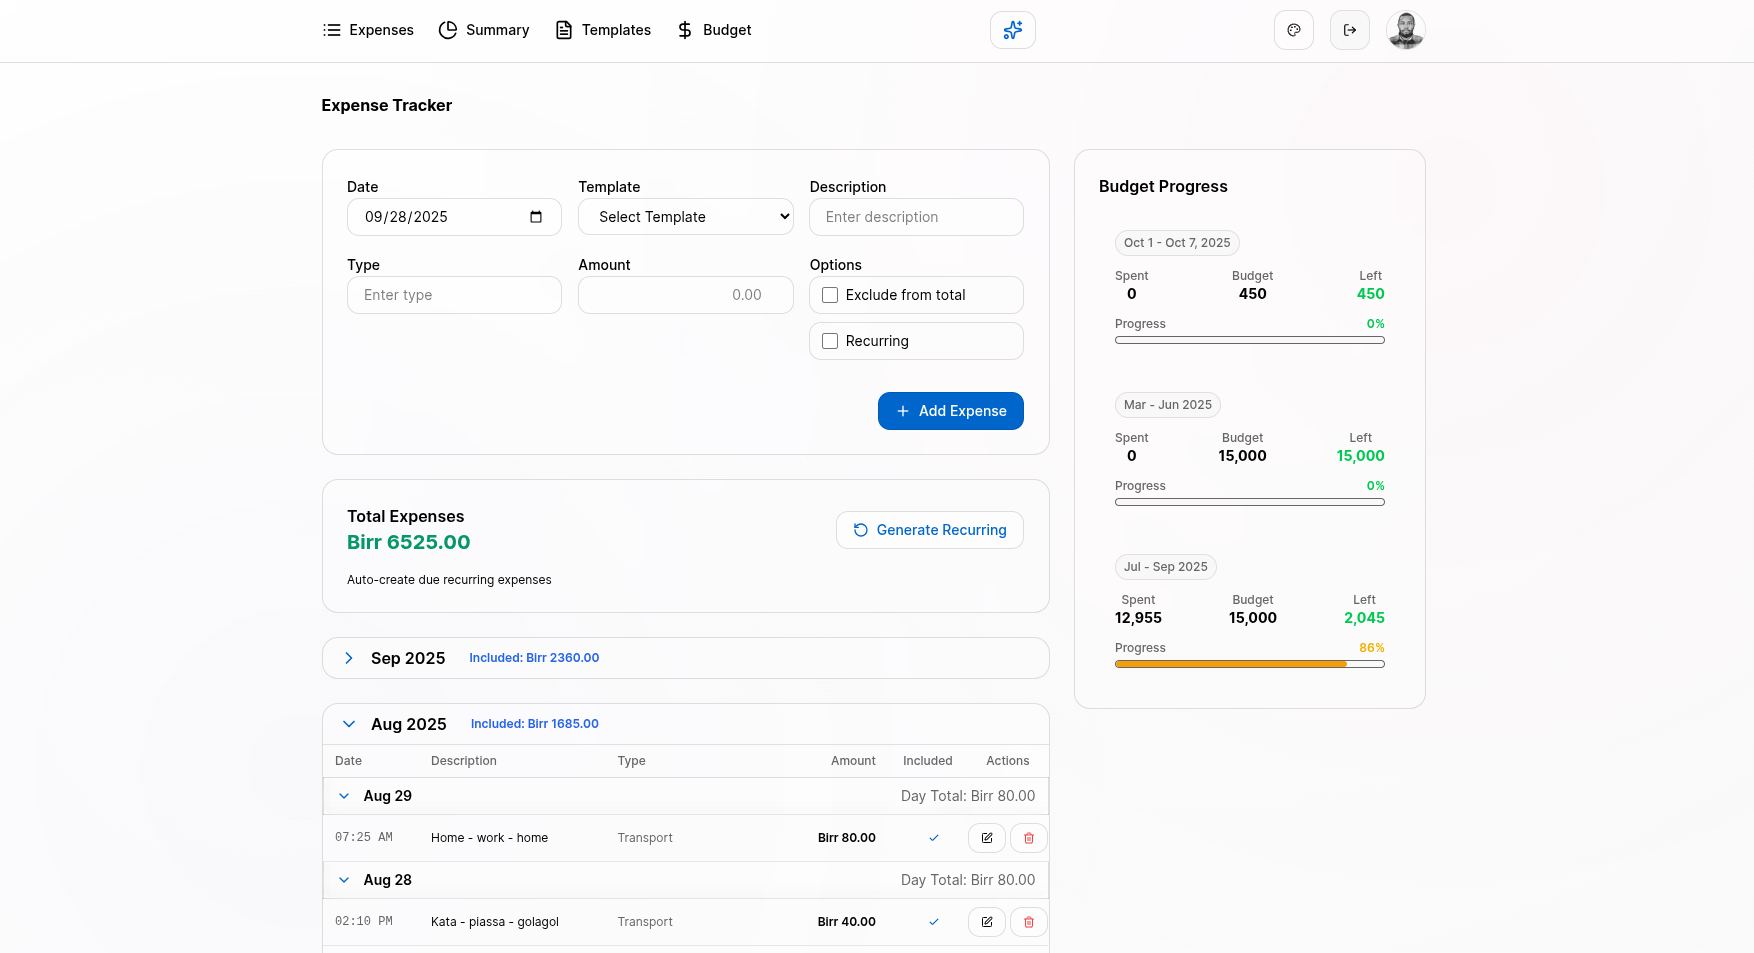 Expenses Summary Templates Budget
Expense Tracker
Date Template Description
09/28/2025 Select Template Enter description
Type Amount Options
Enter type 0.00 Exclude from total
Recurring
+ Add Expense
Total Expenses
Birr 6525.00
Generate Recurring
Auto-create due recurring expenses
Sep 2025 Included: Birr 2360.00
Aug 2025 Included: Birr 1685.00
Date Description Type Amount Included Actions
Aug 29 Day Total: Birr 80.00
07:25 AM Home - work - home Transport Birr 80.00
Aug 28 Day Total: Birr 80.00
02:10 PM Kata - piassa - golagol Transport Birr 40.00
Budget Progress
Oct 1 - Oct 7, 2025
Spent Budget Left
0 450 450
Progress 0%
Mar - Jun 2025
Spent Budget Left
0 15,000 15,000
Progress 0%
Jul - Sep 2025
Spent Budget Left
12,955 15,000 2,045
Progress 86%